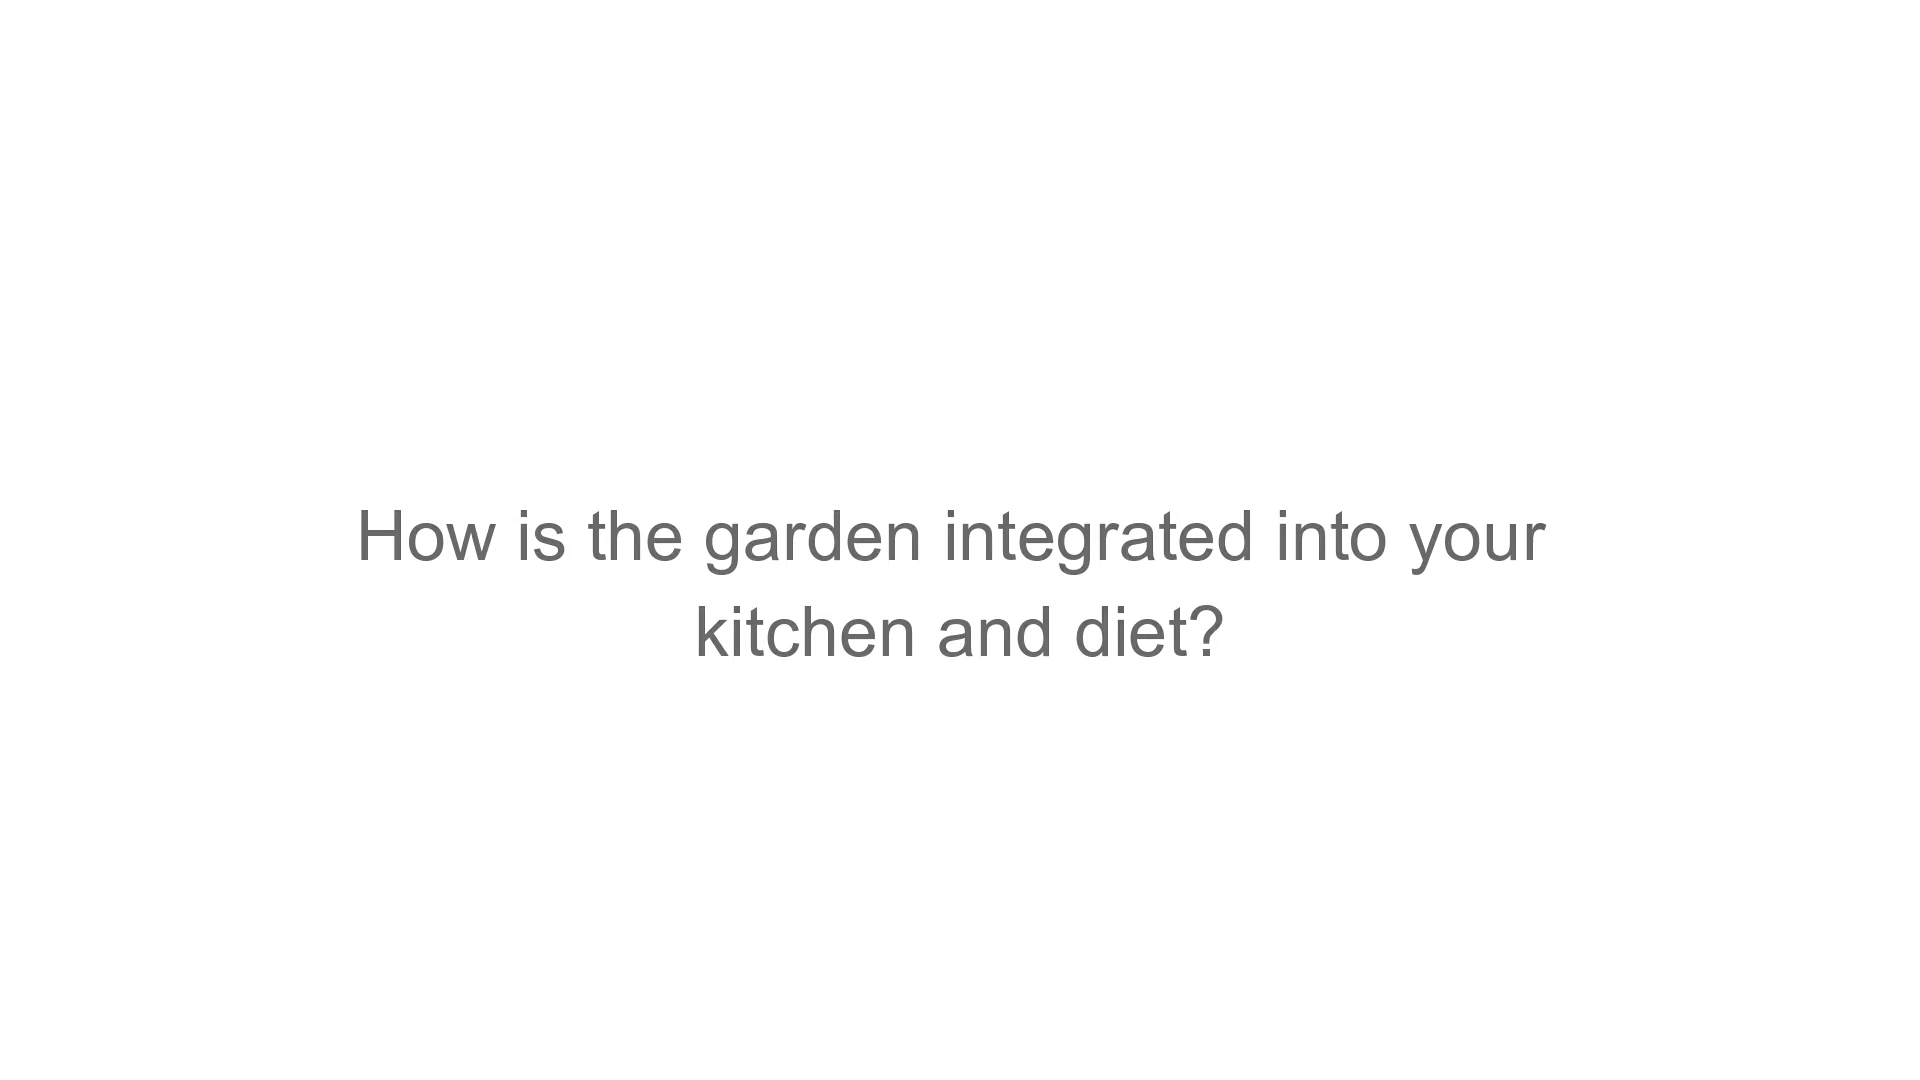 How is the garden integrated into your
kitchen and diet?